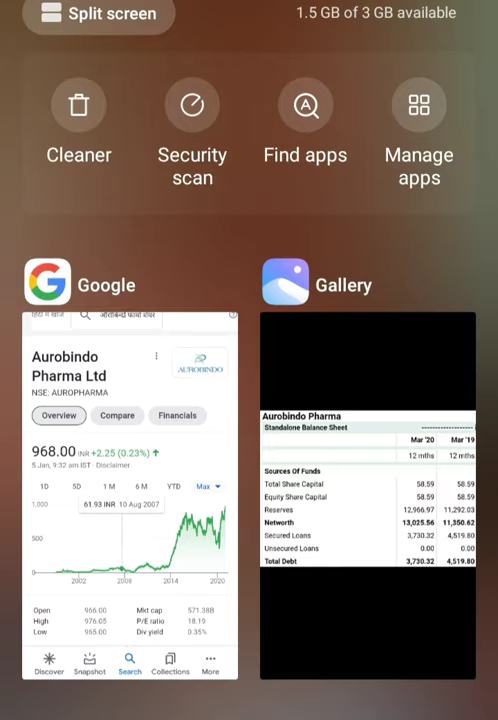 Split screen
1.5 GB of 3 GB available
Cleaner
Security scan
Find apps
Manage apps
Google
हिंदी में खोजें
ऑरोबिन्दो फार्मा शेयर
Aurobindo
Pharma Ltd
AUROBINDO
NSE: AUROPHARMA
Overview
Compare
Financials
968.00 INR +2.25 (0.23%) ↑
5 Jan, 9:32 am IST · Disclaimer
1D 5D 1 M 6 M YTD Max
61.93 INR 10 Aug 2007
1,000
500
0
2002 2008 2014 2020
Open 966.00 Mkt cap 571.38B
High 976.05 P/E ratio 18.19
Low 965.00 Div yield 0.35%
Discover Snapshot Search Collections More
Gallery
Aurobindo Pharma
Standalone Balance Sheet --------------------
Mar '20 Mar '19
12 mths 12 mths
Sources Of Funds
Total Share Capital 58.59 58.59
Equity Share Capital 58.59 58.59
Reserves 12,966.97 11,292.03
Networth 13,025.56 11,350.62
Secured Loans 3,730.32 4,519.80
Unsecured Loans 0.00 0.00
Total Debt 3,730.32 4,519.80